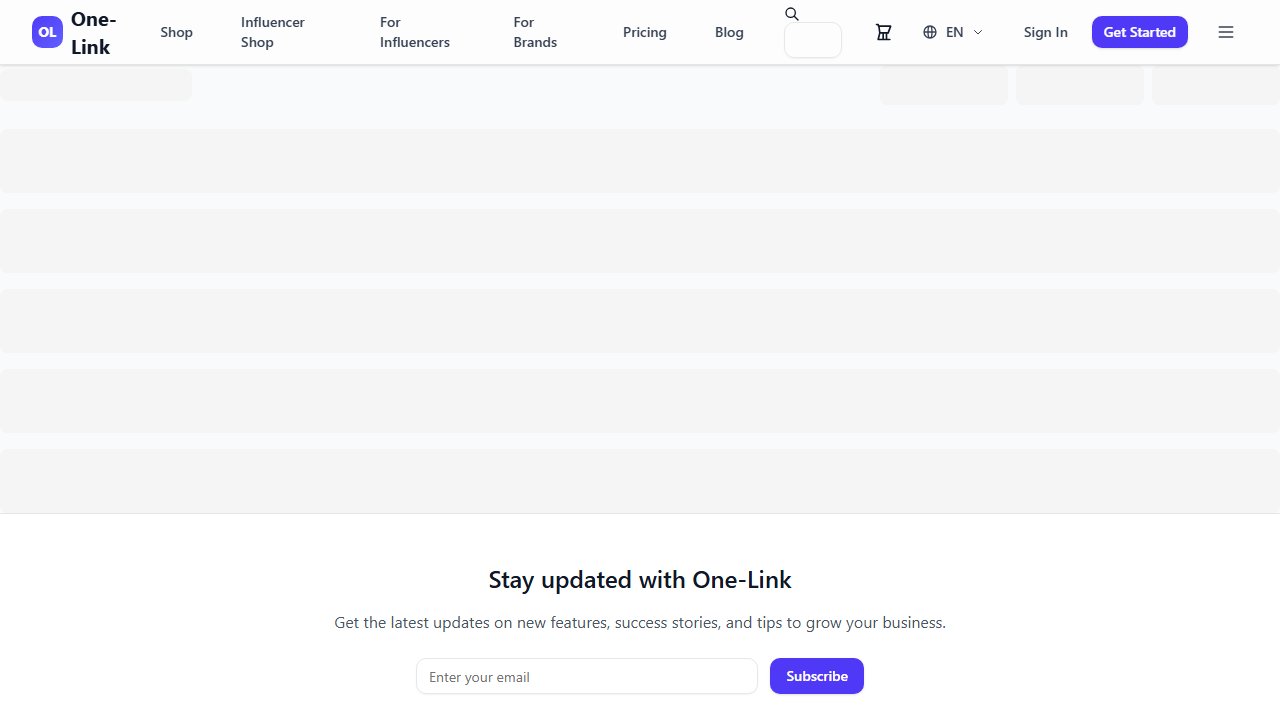 OL
One-
Link
Shop
Influencer
Shop
For
Influencers
For
Brands
Pricing
Blog
EN
Sign In
Get Started
Stay updated with One-Link
Get the latest updates on new features, success stories, and tips to grow your business.
Enter your email
Subscribe